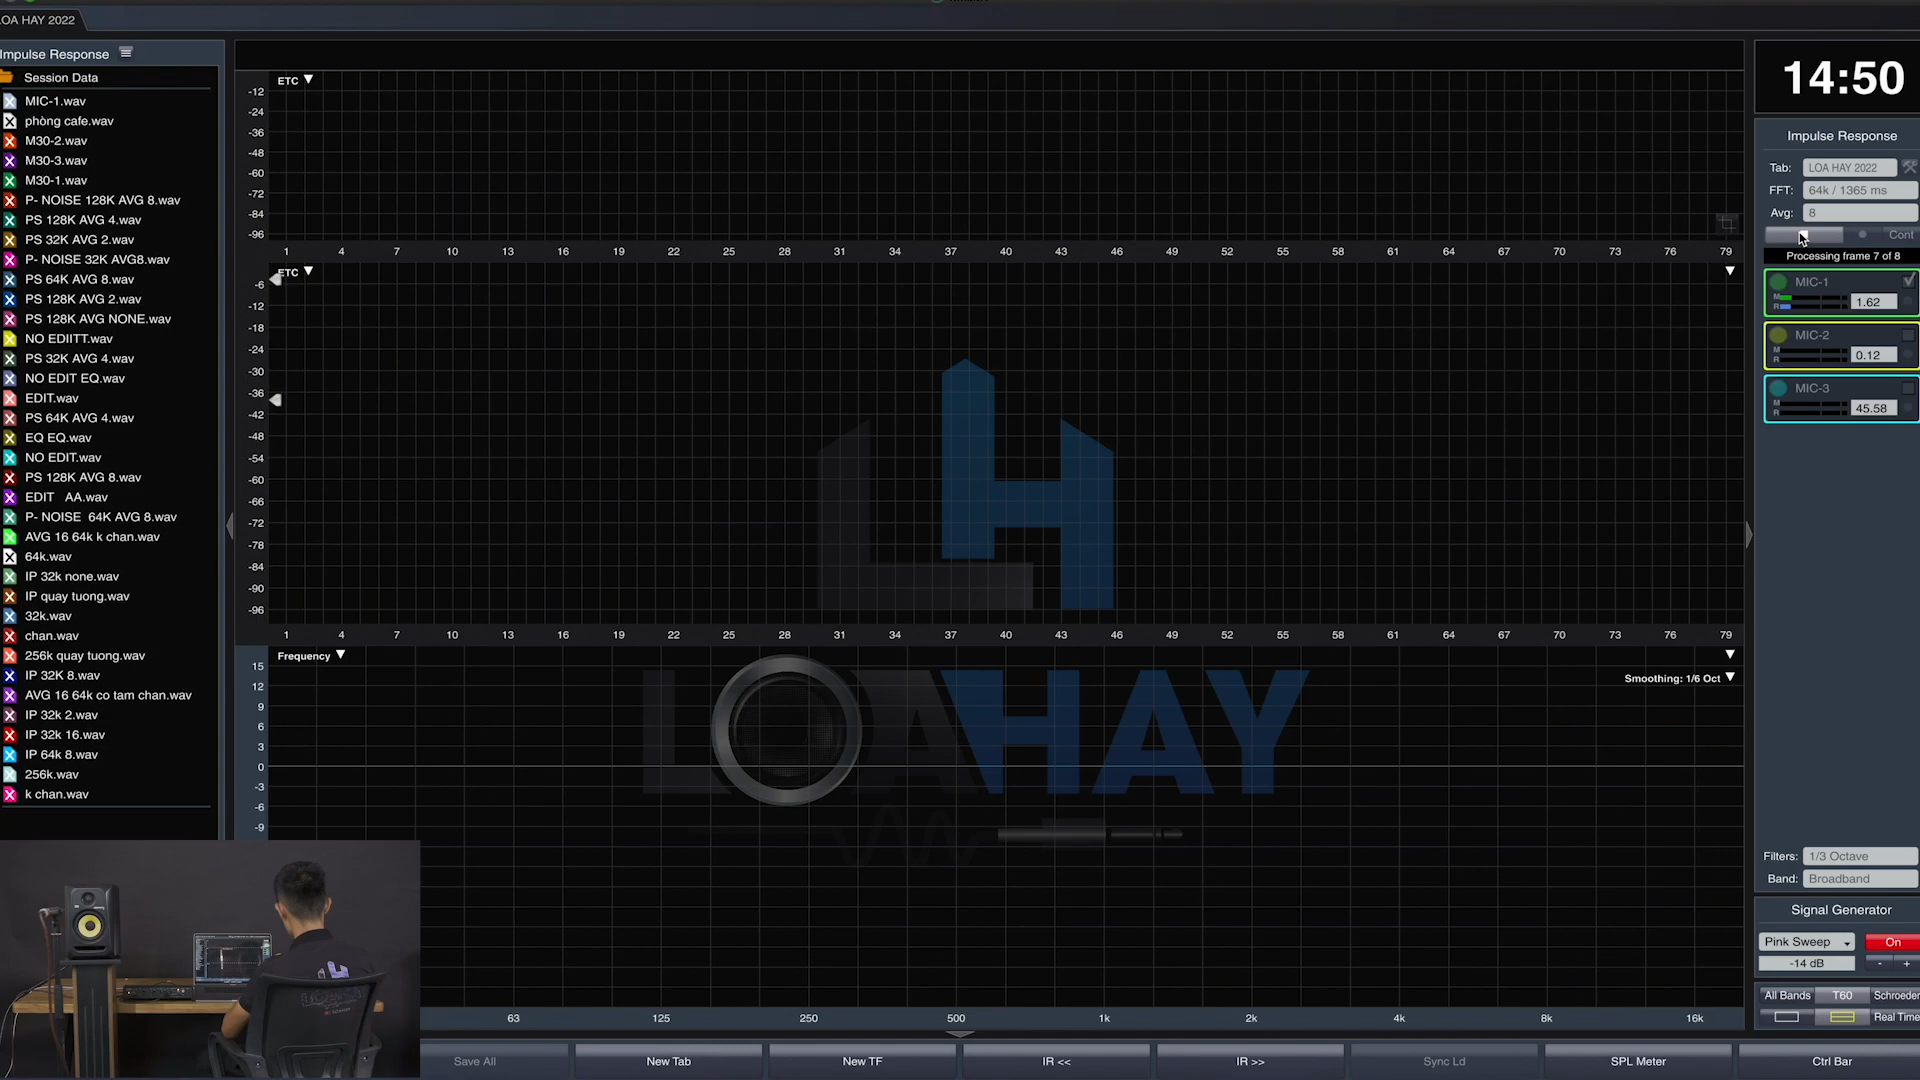 LOA HAY 2022
Impulse Response
Session Data
MIC-1.wav
phòng cafe.wav
M30-2.wav
M30-3.wav
M30-1.wav
P- NOISE 128K AVG 8.wav
PS 128K AVG 4.wav
PS 32K AVG 2.wav
P- NOISE 32K AVG8.wav
PS 64K AVG 8.wav
PS 128K AVG 2.wav
PS 128K AVG NONE.wav
NO EDIITT.wav
PS 32K AVG 4.wav
NO EDIT EQ.wav
EDIT.wav
PS 64K AVG 4.wav
EQ EQ.wav
NO EDIT.wav
PS 128K AVG 8.wav
EDIT AA.wav
P- NOISE 64K AVG 8.wav
AVG 16 64k k chan.wav
64k.wav
IP 32k none.wav
IP quay tuong.wav
32k.wav
chan.wav
256k quay tuong.wav
IP 32K 8.wav
AVG 16 64k co tam chan.wav
IP 32k 2.wav
IP 32k 16.wav
IP 64k 8.wav
256k.wav
k chan.wav
ETC
-12
-24
-36
-48
-60
-72
-84
-96
1 4 7 10 13 16 19 22 25 28 31 34 37 40 43 46 49 52 55 58 61 64 67 70 73 76 79
ETC
-6
-12
-18
-24
-30
-36
-42
-48
-54
-60
-66
-72
-78
-84
-90
-96
1 4 7 10 13 16 19 22 25 28 31 34 37 40 43 46 49 52 55 58 61 64 67 70 73 76 79
Frequency
Smoothing: 1/6 Oct
15
12
9
6
3
0
-3
-6
-9
LOAHAY
63 125 250 500 1k 2k 4k 8k 16k
Save All New Tab New TF IR << IR >> Sync Ld SPL Meter Ctrl Bar
14:50
Impulse Response
Tab: LOA HAY 2022
FFT: 64k / 1365 ms
Avg: 8
Cont
Processing frame 7 of 8
MIC-1
M
R
1.62
MIC-2
M
R
0.12
MIC-3
M
R
45.58
Filters: 1/3 Octave
Band: Broadband
Signal Generator
Pink Sweep On
-14 dB - +
All Bands T60 Schroeder
Real Time